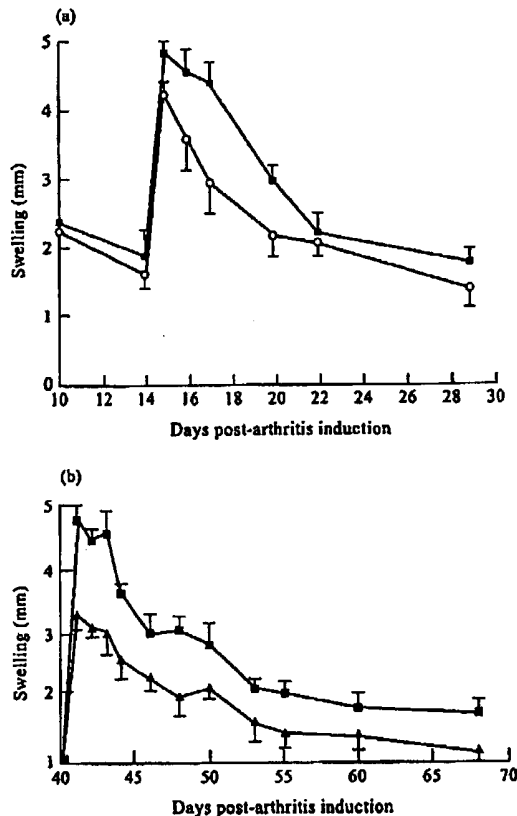 (a)
5
4
3
2
1
0
Swelling (mm)
10 12 14 16 18 20 22 24 26 28 30
Days post-arthritis induction
(b)
5
4
3
2
1
Swelling (mm)
40 45 50 55 60 65 70
Days post-arthritis induction